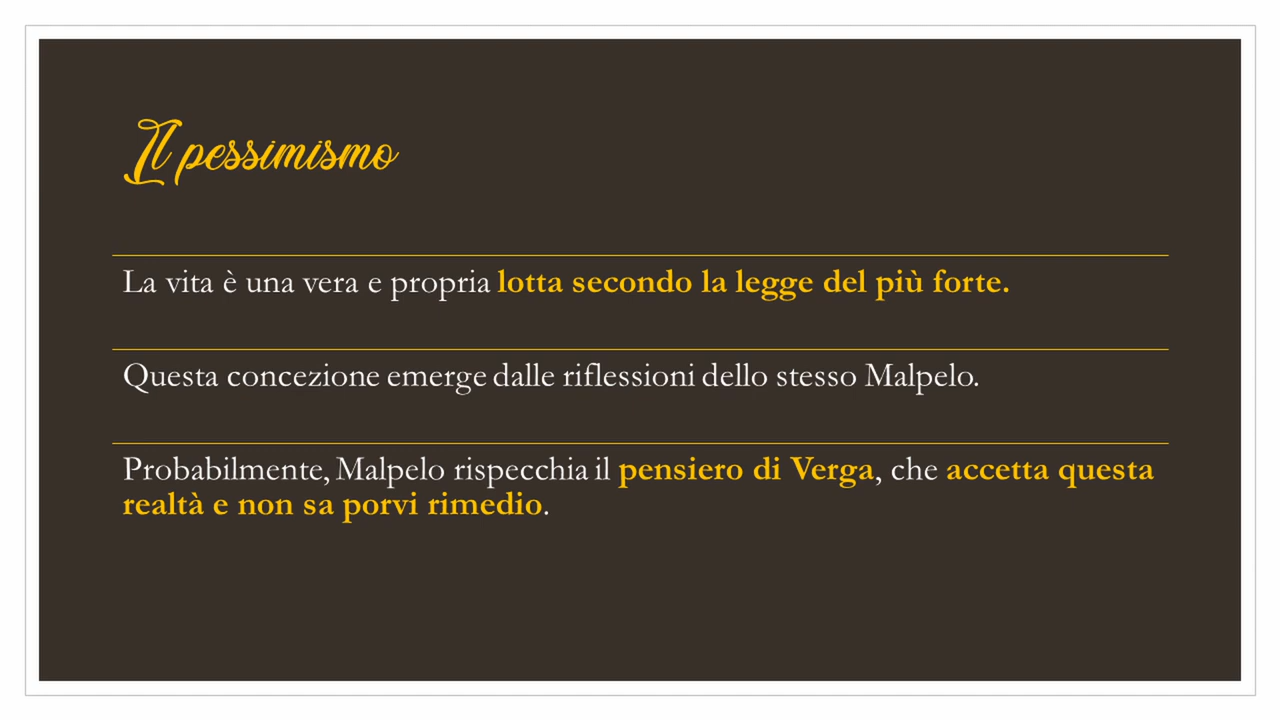 Il pessimismo
La vita è una vera e propria lotta secondo la legge del più forte.
Questa concezione emerge dalle riflessioni dello stesso Malpelo.
Probabilmente, Malpelo rispecchia il pensiero di Verga, che accetta questa
realtà e non sa porvi rimedio.